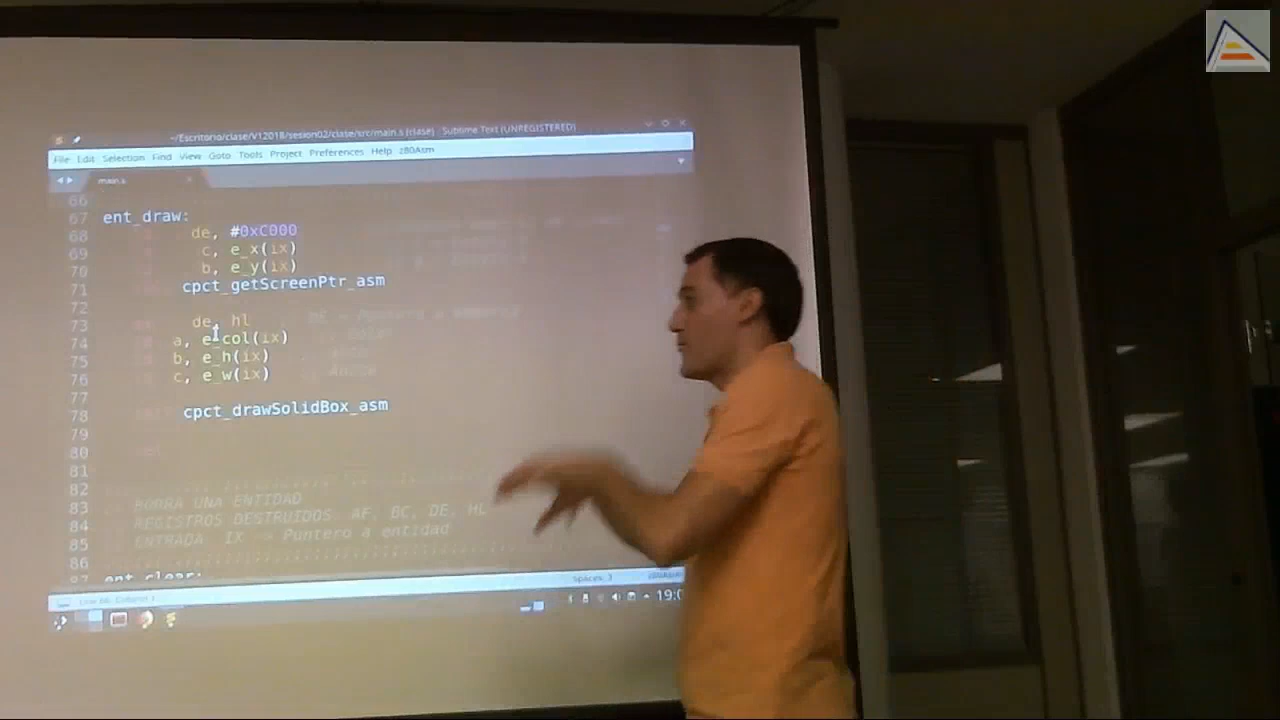 ~/Escritorio/clase/V12018/sesion02/clase/src/main.s (clase) - Sublime Text (UNREGISTERED)
File Edit Selection Find View Goto Tools Project Preferences Help z80Asm
main.s
66
67 ent_draw:
68 de, #0xC000
69 c, e_x(ix)
70 b, e_y(ix)
71 cpct_getScreenPtr_asm
72
73 de, hl
74 a, e_col(ix)
75 b, e_h(ix)
76 c, e_w(ix)
77
78 cpct_drawSolidBox_asm
79
80
81
82
83 BORRA UNA ENTIDAD
84 REGISTROS DESTRUIDOS: AF, BC, DE, HL
85 ENTRADA: IX -> Puntero a entidad
86
87 ent_clear: